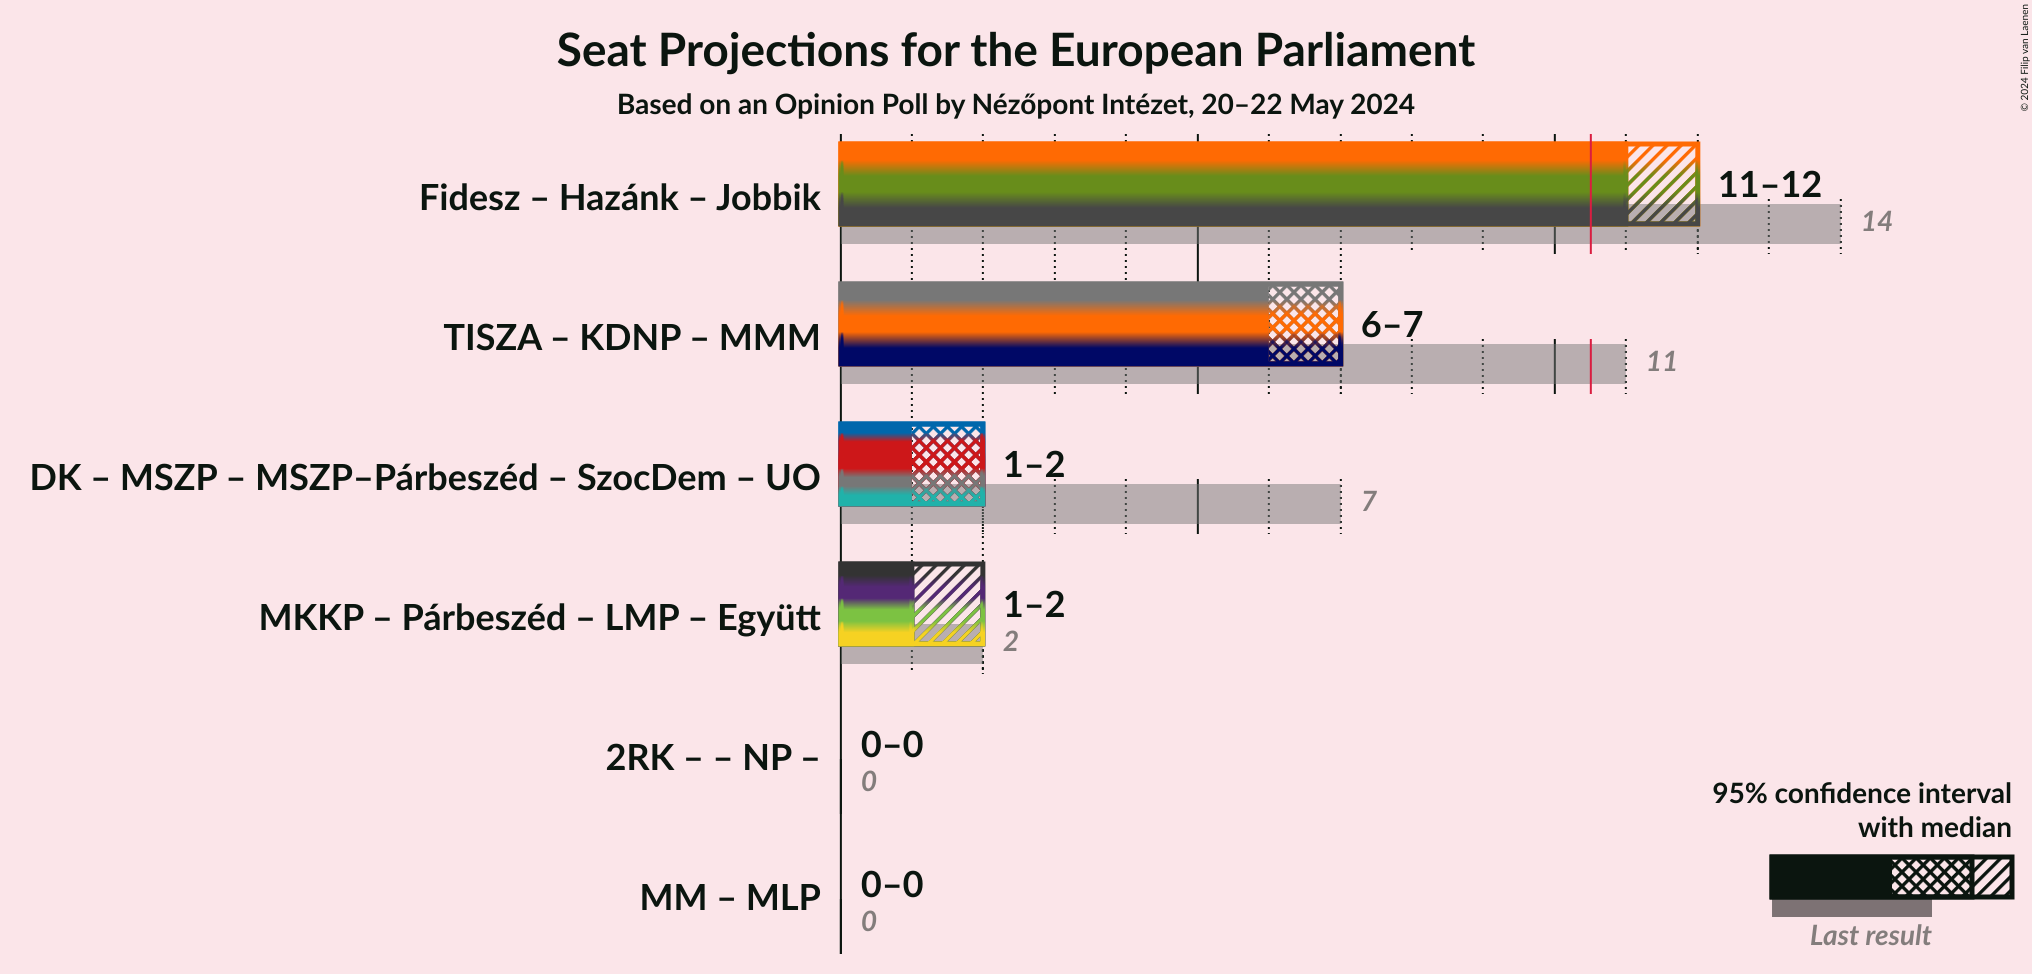 Seat Projections for the European Parliament
Based on an Opinion Poll by Nézőpont Intézet, 20–22 May 2024
© 2024 Filip van Laenen
Fidesz – Hazánk – Jobbik
11–12
14
TISZA – KDNP – MMM
6–7
11
DK – MSZP – MSZP–Párbeszéd – SzocDem – UO
1–2
7
MKKP – Párbeszéd – LMP – Együtt
1–2
2
2RK – – NP –
0–0
0
MM – MLP
0–0
0
95% confidence interval
with median
Last result